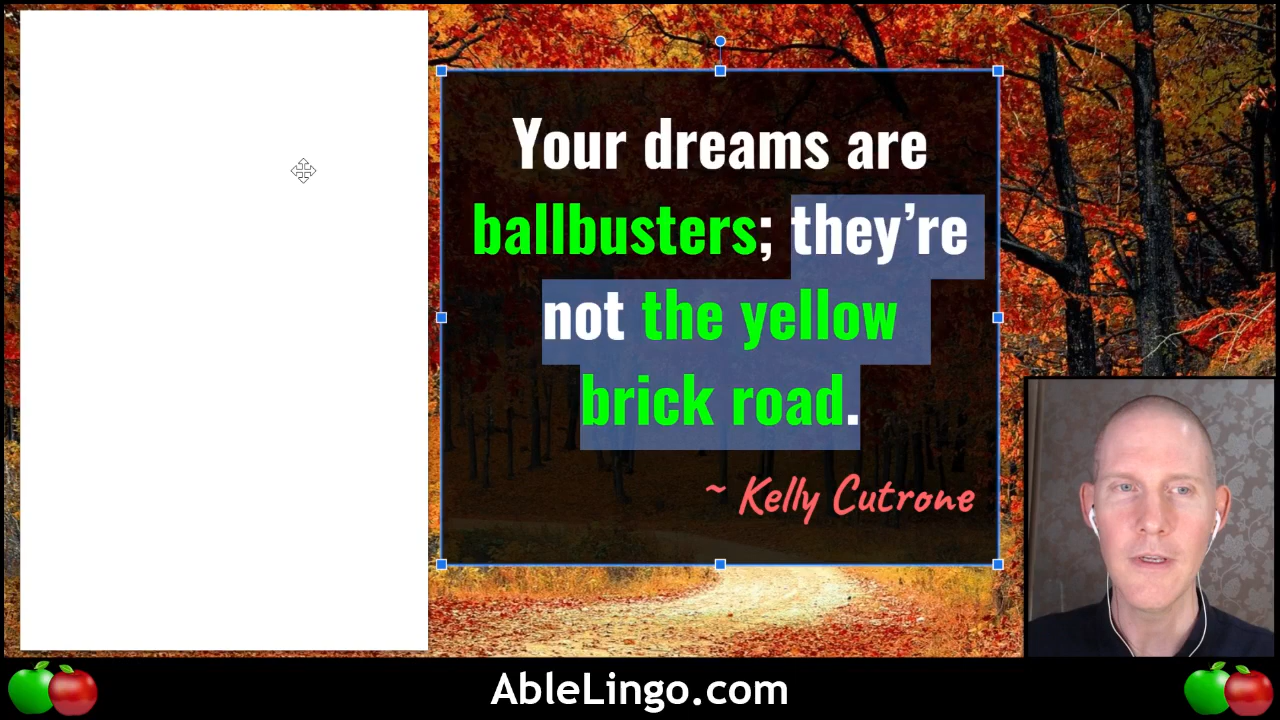 Your dreams are
ballbusters; they’re
not the yellow
brick road.
~ Kelly Cutrone
AbleLingo.com